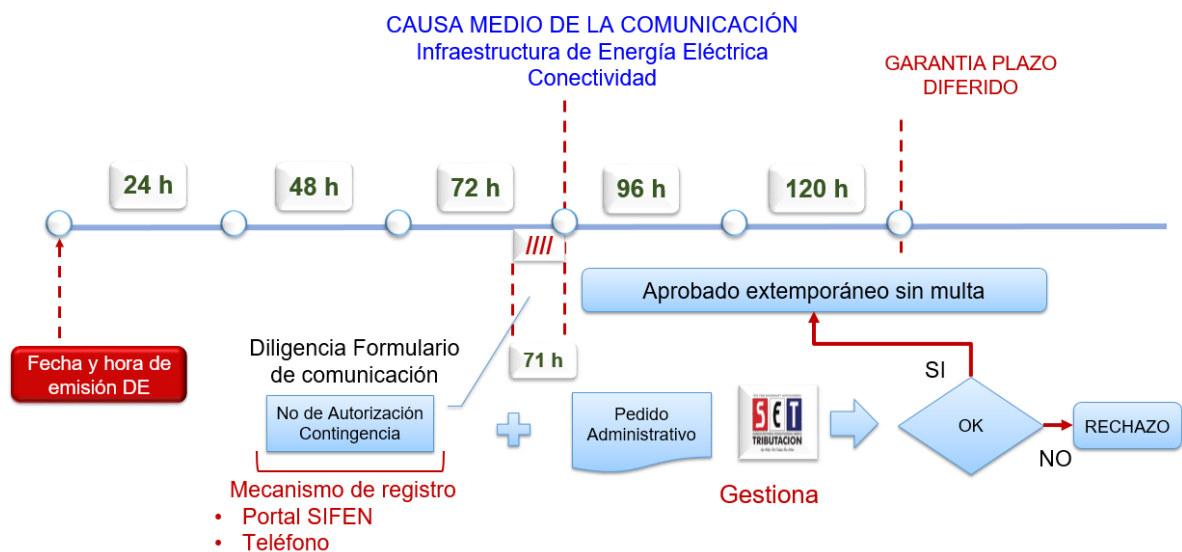 CAUSA MEDIO DE LA COMUNICACIÓN
Infraestructura de Energía Eléctrica
Conectividad
GARANTIA PLAZO
DIFERIDO
24 h
48 h
72 h
96 h
120 h
////
Aprobado extemporáneo sin multa
Fecha y hora de
emisión DE
Diligencia Formulario
de comunicación
71 h
No de Autorización
Contingencia
Pedido
Administrativo
SET
TRIBUTACION
SI
OK
NO
RECHAZO
Mecanismo de registro
• Portal SIFEN
• Teléfono
Gestiona